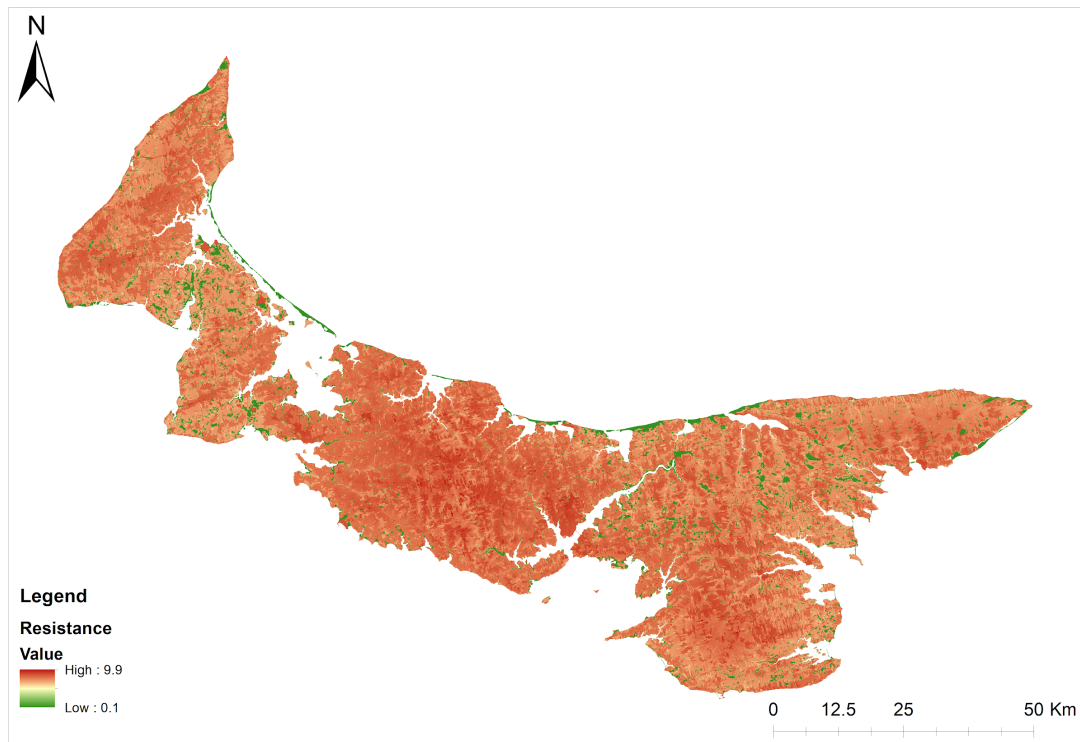 N
Legend
Resistance
Value
High : 9.9
Low : 0.1
0 12.5 25 50 Km